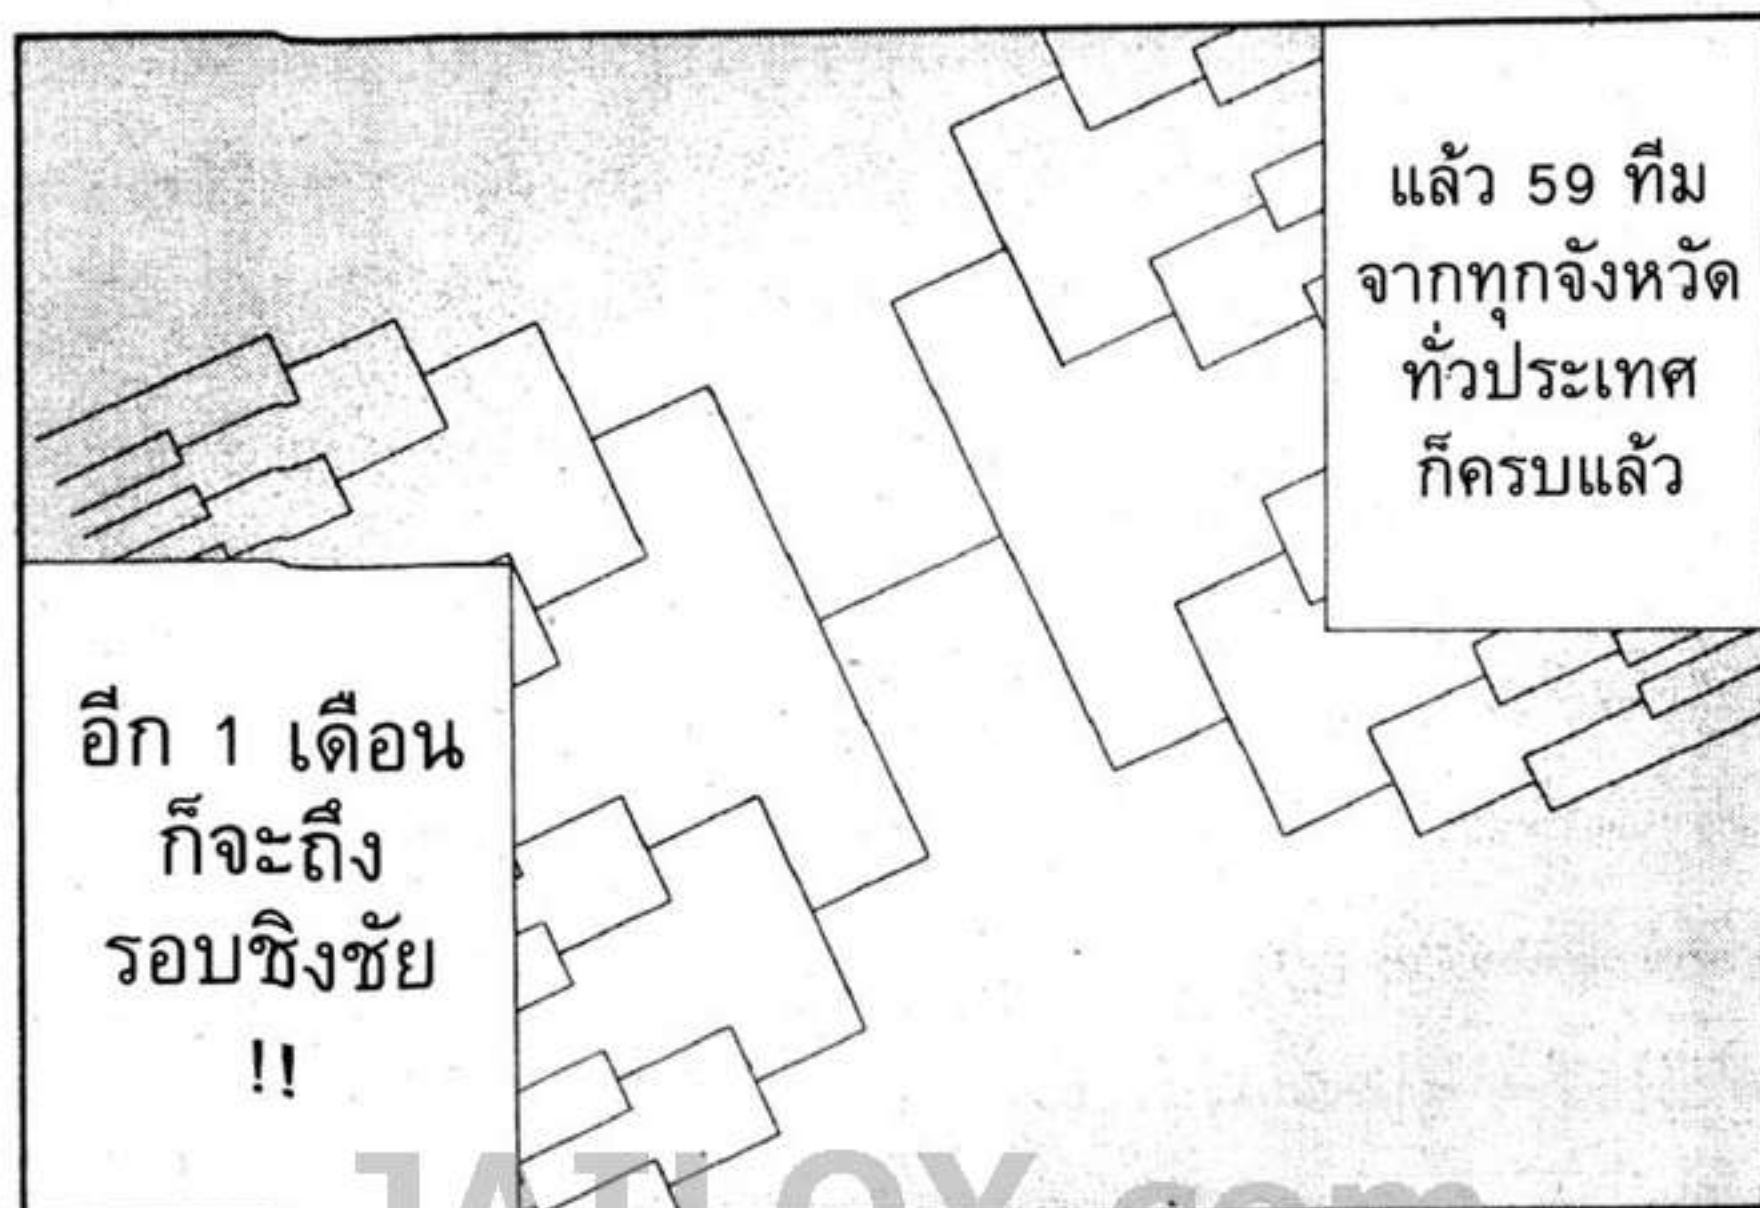 แล้ว 59 ทีม
จากทุกจังหวัด
ทั่วประเทศ
ก็ครบแล้ว
อีก 1 เดือน
ก็จะถึง
รอบชิงชัย
!!